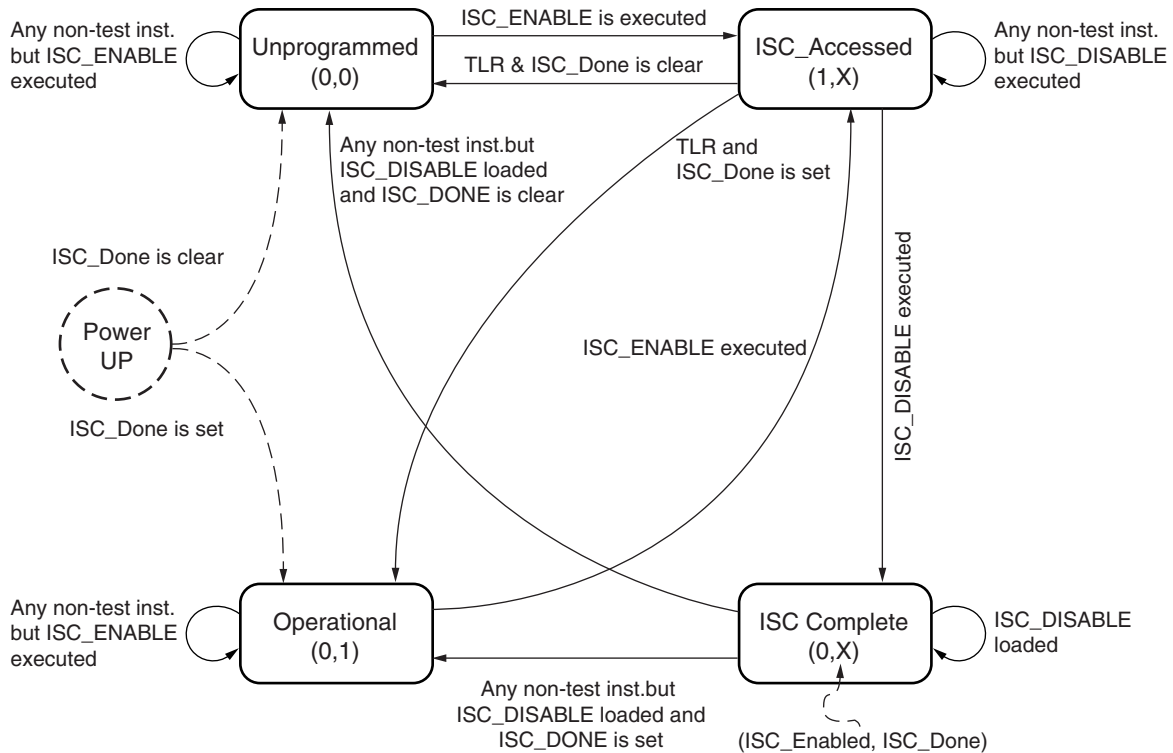 ISC_ENABLE is executed
Any non-test inst.
but ISC_ENABLE
executed
Unprogrammed
(0,0)
TLR & ISC_Done is clear
ISC_Accessed
(1,X)
Any non-test inst.
but ISC_DISABLE
executed
Any non-test inst.but
ISC_DISABLE loaded
and ISC_DONE is clear
TLR and
ISC_Done is set
ISC_Done is clear
Power
UP
ISC_Done is set
ISC_ENABLE executed
ISC_DISABLE executed
Any non-test inst.
but ISC_ENABLE
executed
Operational
(0,1)
ISC Complete
(0,X)
ISC_DISABLE
loaded
Any non-test inst.but
ISC_DISABLE loaded and
ISC_DONE is set
(ISC_Enabled, ISC_Done)